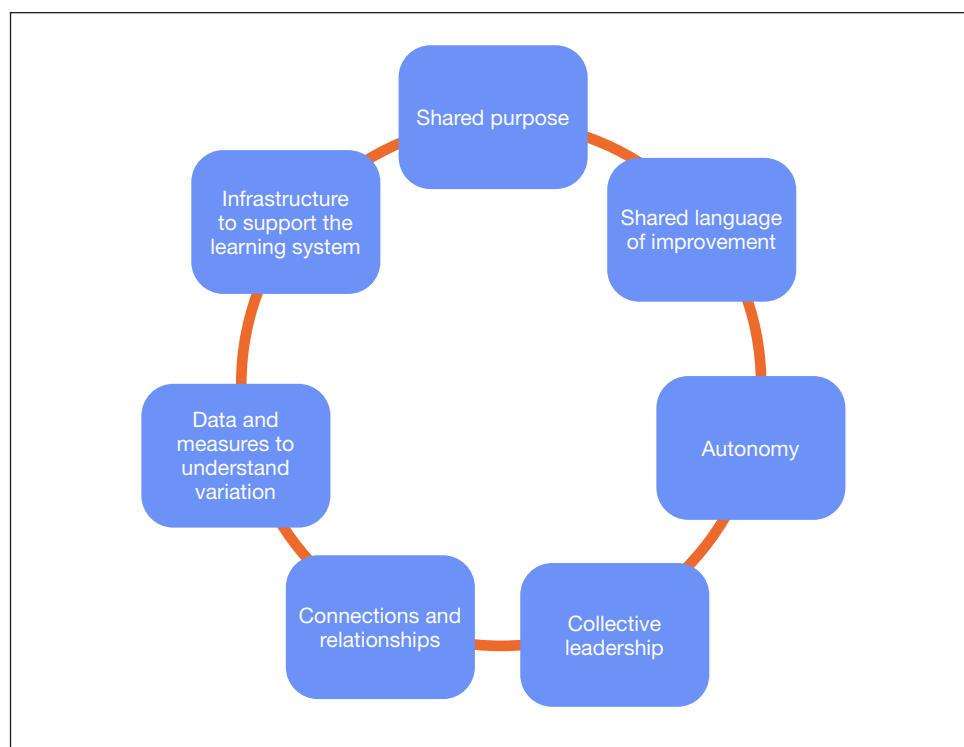 Shared purpose
Shared language
of improvement
Autonomy
Collective
leadership
Connections and
relationships
Data and
measures to
understand
variation
Infrastructure
to support the
learning system